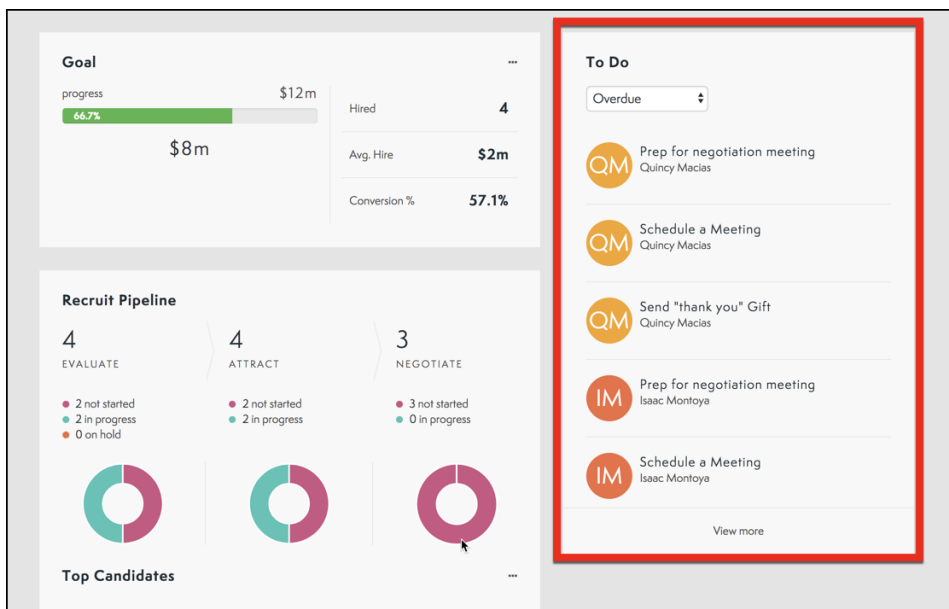 Goal
progress
$12m
66.7%
$8m
Hired 4
Avg. Hire $2m
Conversion % 57.1%
Recruit Pipeline
4
EVALUATE
2 not started
2 in progress
0 on hold
4
ATTRACT
2 not started
2 in progress
3
NEGOTIATE
3 not started
0 in progress
Top Candidates
To Do
Overdue
QM
Prep for negotiation meeting
Quincy Macias
QM
Schedule a Meeting
Quincy Macias
QM
Send "thank you" Gift
Quincy Macias
IM
Prep for negotiation meeting
Isaac Montoya
IM
Schedule a Meeting
Isaac Montoya
View more